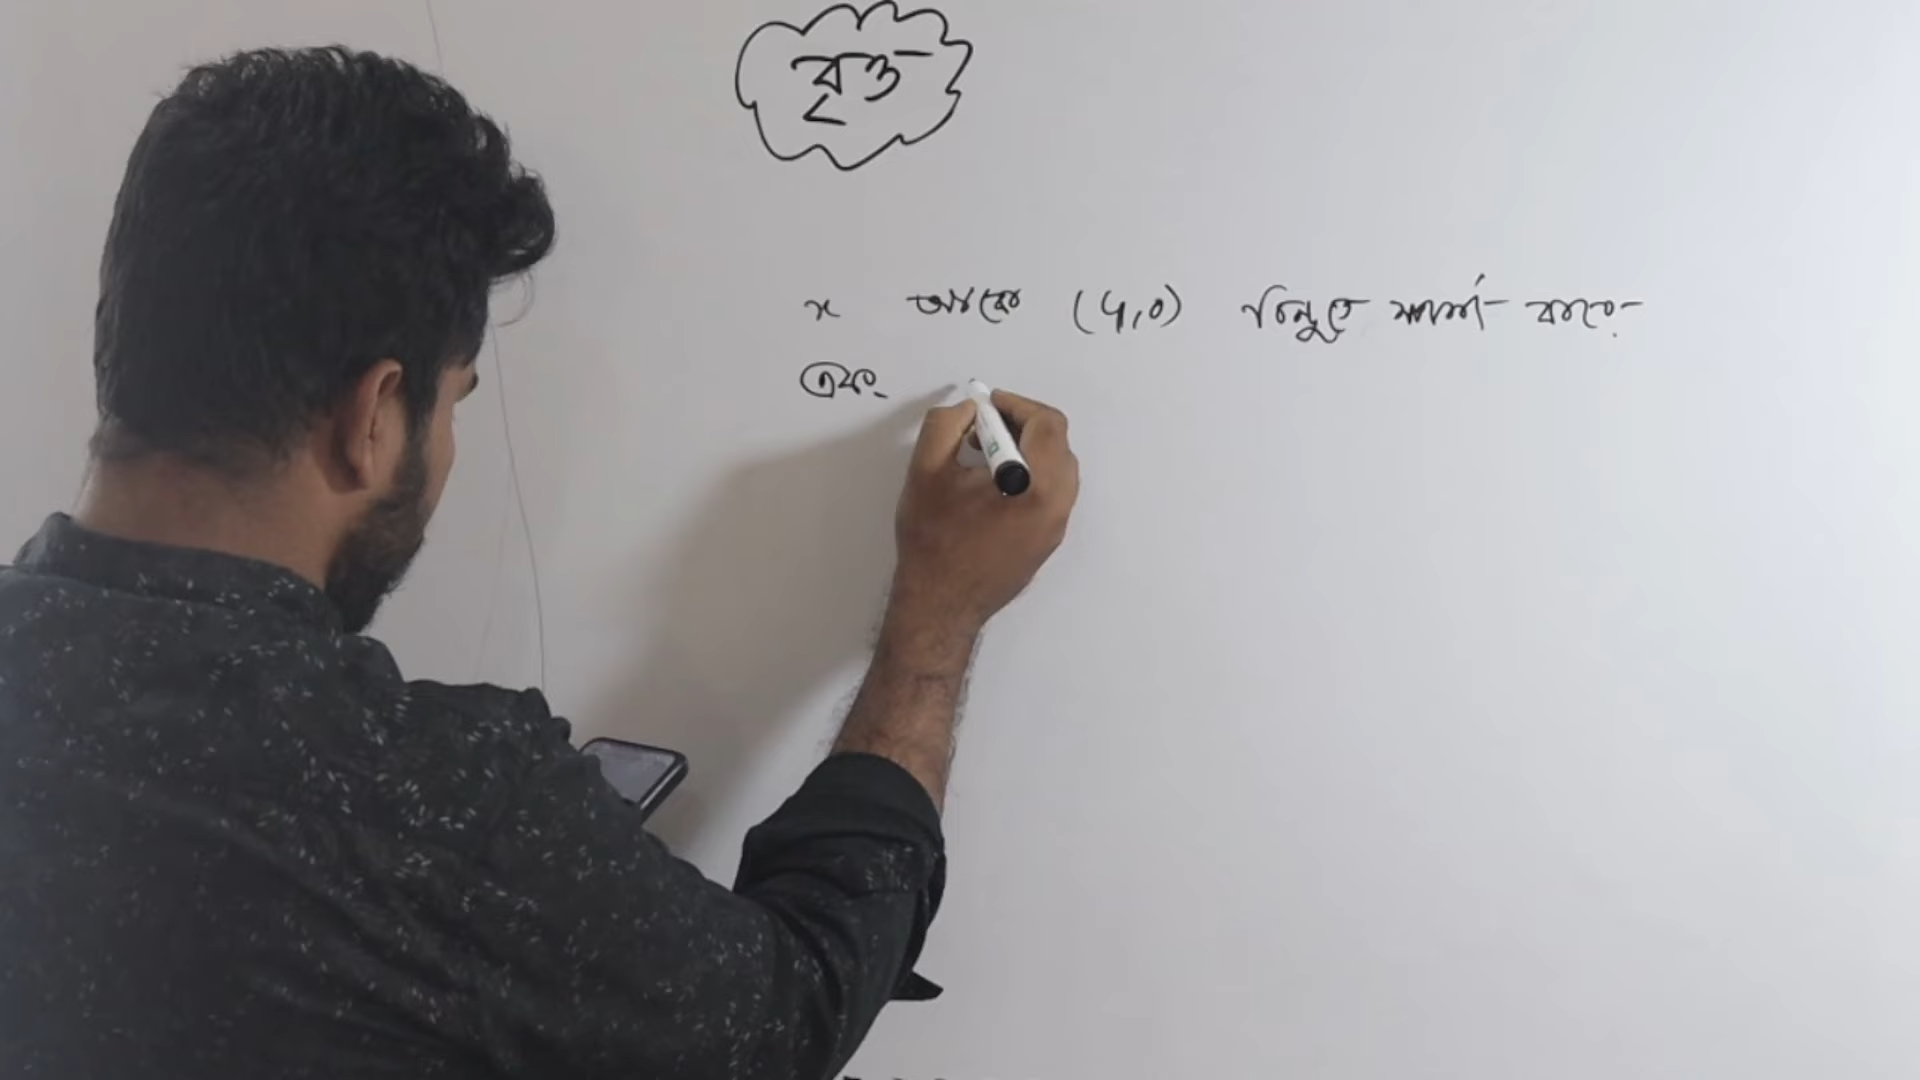 বৃত্ত
x অক্ষকে (4,0) বিন্দুতে স্পর্শ করে
এবং